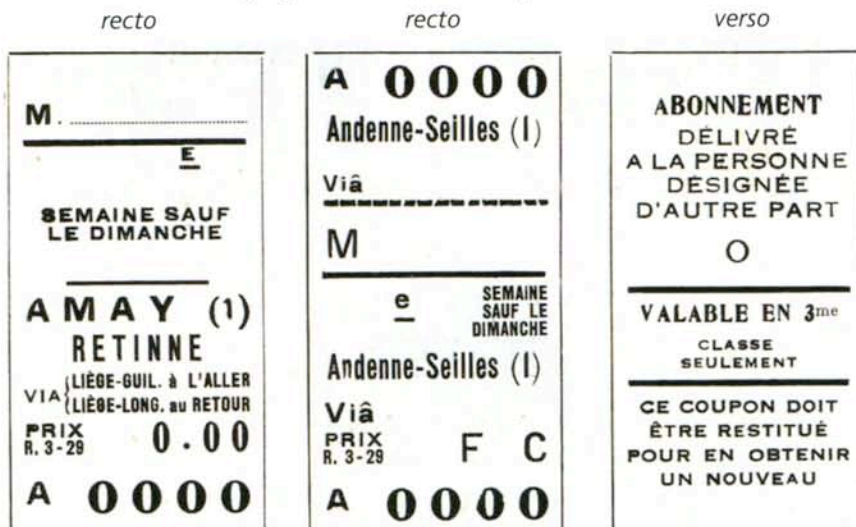 recto
M.
E
SEMAINE SAUF
LE DIMANCHE
AMAY (1)
RETINNE
VIA {LIÈGE-GUIL. à L'ALLER
{LIÈGE-LONG. au RETOUR
PRIX
R. 3-29 0.00
A 0000
recto
A 0000
Andenne-Seilles (1)
Viâ
M
e SEMAINE
SAUF LE
DIMANCHE
Andenne-Seilles (1)
Viâ
PRIX
R. 3-29 F C
A 0000
verso
ABONNEMENT
DÉLIVRÉ
A LA PERSONNE
DÉSIGNÉE
D'AUTRE PART
O
VALABLE EN 3me
CLASSE
SEULEMENT
CE COUPON DOIT
ÊTRE RESTITUÉ
POUR EN OBTENIR
UN NOUVEAU